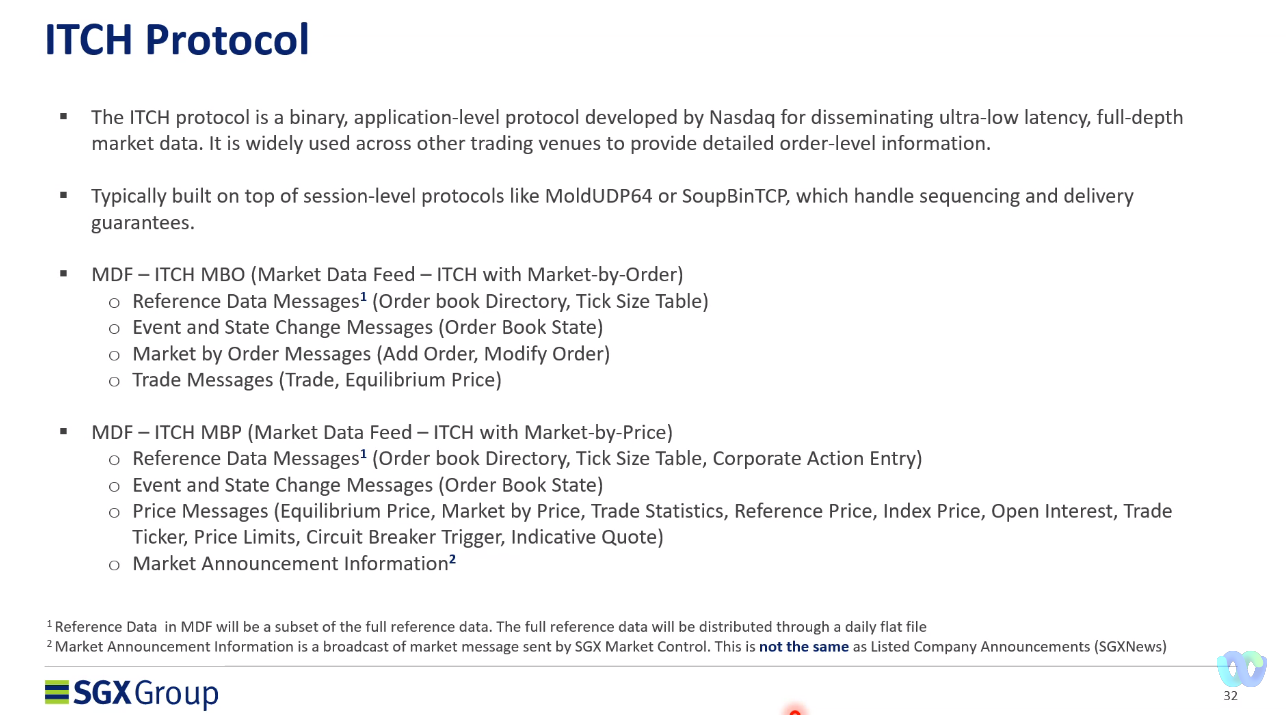 ITCH Protocol
▪ The ITCH protocol is a binary, application-level protocol developed by Nasdaq for disseminating ultra-low latency, full-depth
market data. It is widely used across other trading venues to provide detailed order-level information.
▪ Typically built on top of session-level protocols like MoldUDP64 or SoupBinTCP, which handle sequencing and delivery
guarantees.
▪ MDF – ITCH MBO (Market Data Feed – ITCH with Market-by-Order)
o Reference Data Messages¹ (Order book Directory, Tick Size Table)
o Event and State Change Messages (Order Book State)
o Market by Order Messages (Add Order, Modify Order)
o Trade Messages (Trade, Equilibrium Price)
▪ MDF – ITCH MBP (Market Data Feed – ITCH with Market-by-Price)
o Reference Data Messages¹ (Order book Directory, Tick Size Table, Corporate Action Entry)
o Event and State Change Messages (Order Book State)
o Price Messages (Equilibrium Price, Market by Price, Trade Statistics, Reference Price, Index Price, Open Interest, Trade
Ticker, Price Limits, Circuit Breaker Trigger, Indicative Quote)
o Market Announcement Information²
¹ Reference Data in MDF will be a subset of the full reference data. The full reference data will be distributed through a daily flat file
² Market Announcement Information is a broadcast of market message sent by SGX Market Control. This is not the same as Listed Company Announcements (SGXNews)
SGX Group
32